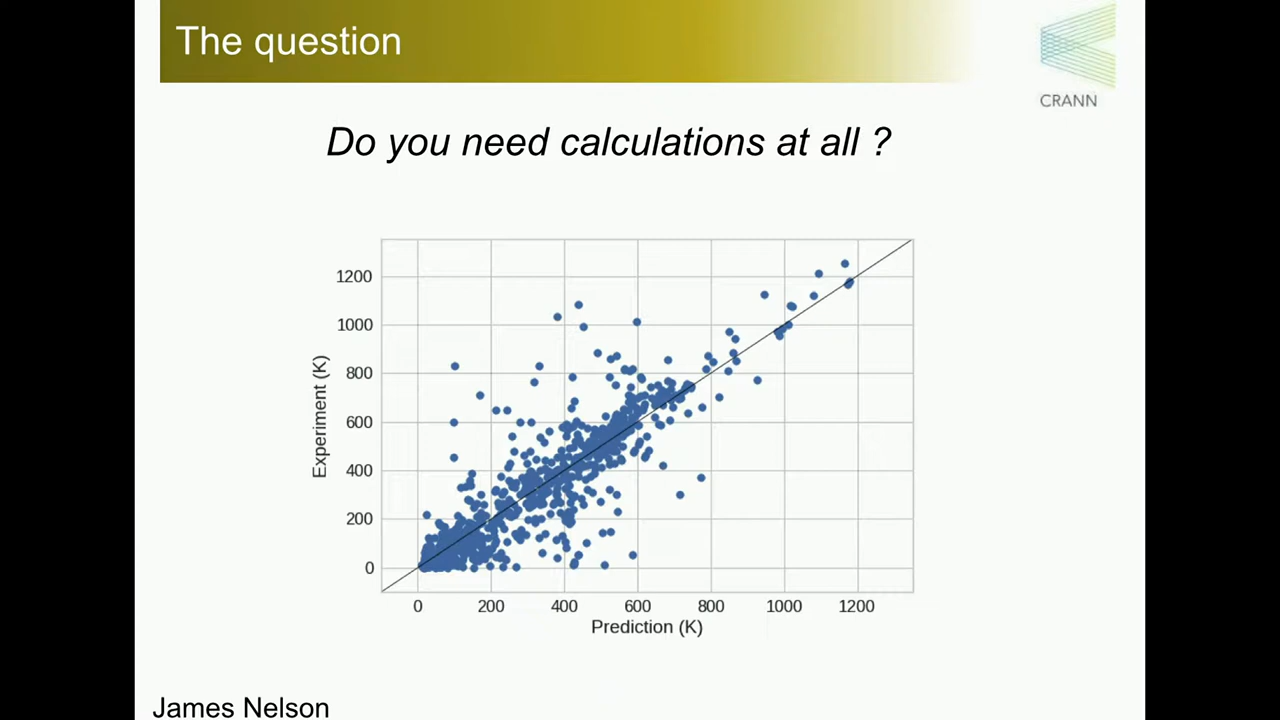 The question
CRANN
Do you need calculations at all ?
1200
1000
800
600
400
200
0
Experiment (K)
0 200 400 600 800 1000 1200
Prediction (K)
James Nelson